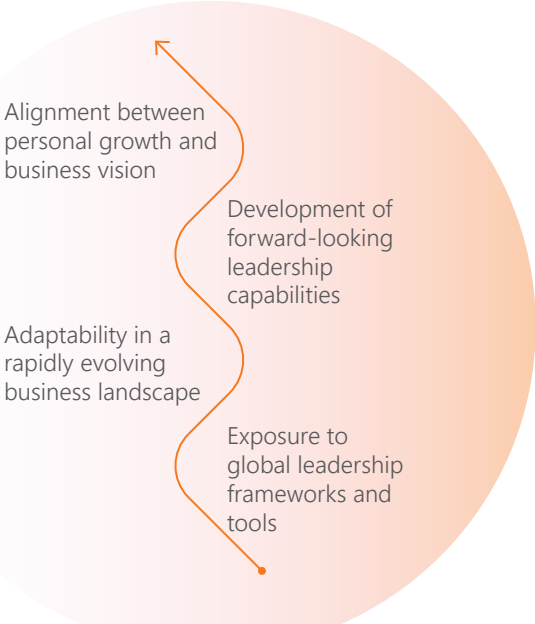 Alignment between
personal growth and
business vision
Development of
forward-looking
leadership
capabilities
Adaptability in a
rapidly evolving
business landscape
Exposure to
global leadership
frameworks and
tools